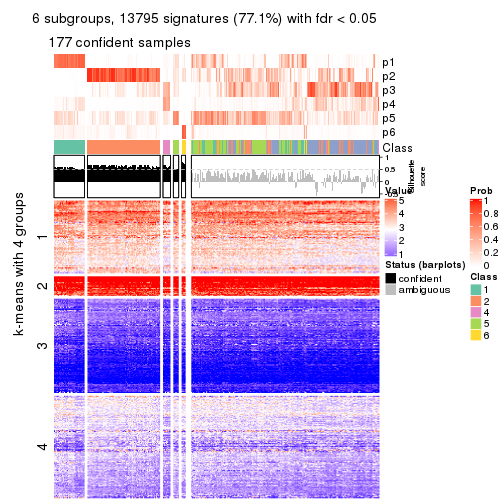 6 subgroups, 13795 signatures (77.1%) with fdr < 0.05
177 confident samples
p1
p2
p3
p4
p5
p6
Class
1
0.5
0
Silhouette
score
k-means with 4 groups
1
2
3
4
Value
5
4
3
2
1
Status (barplots)
confident
ambiguous
Prob
1
0.8
0.6
0.4
0.2
0
Class
1
2
4
5
6